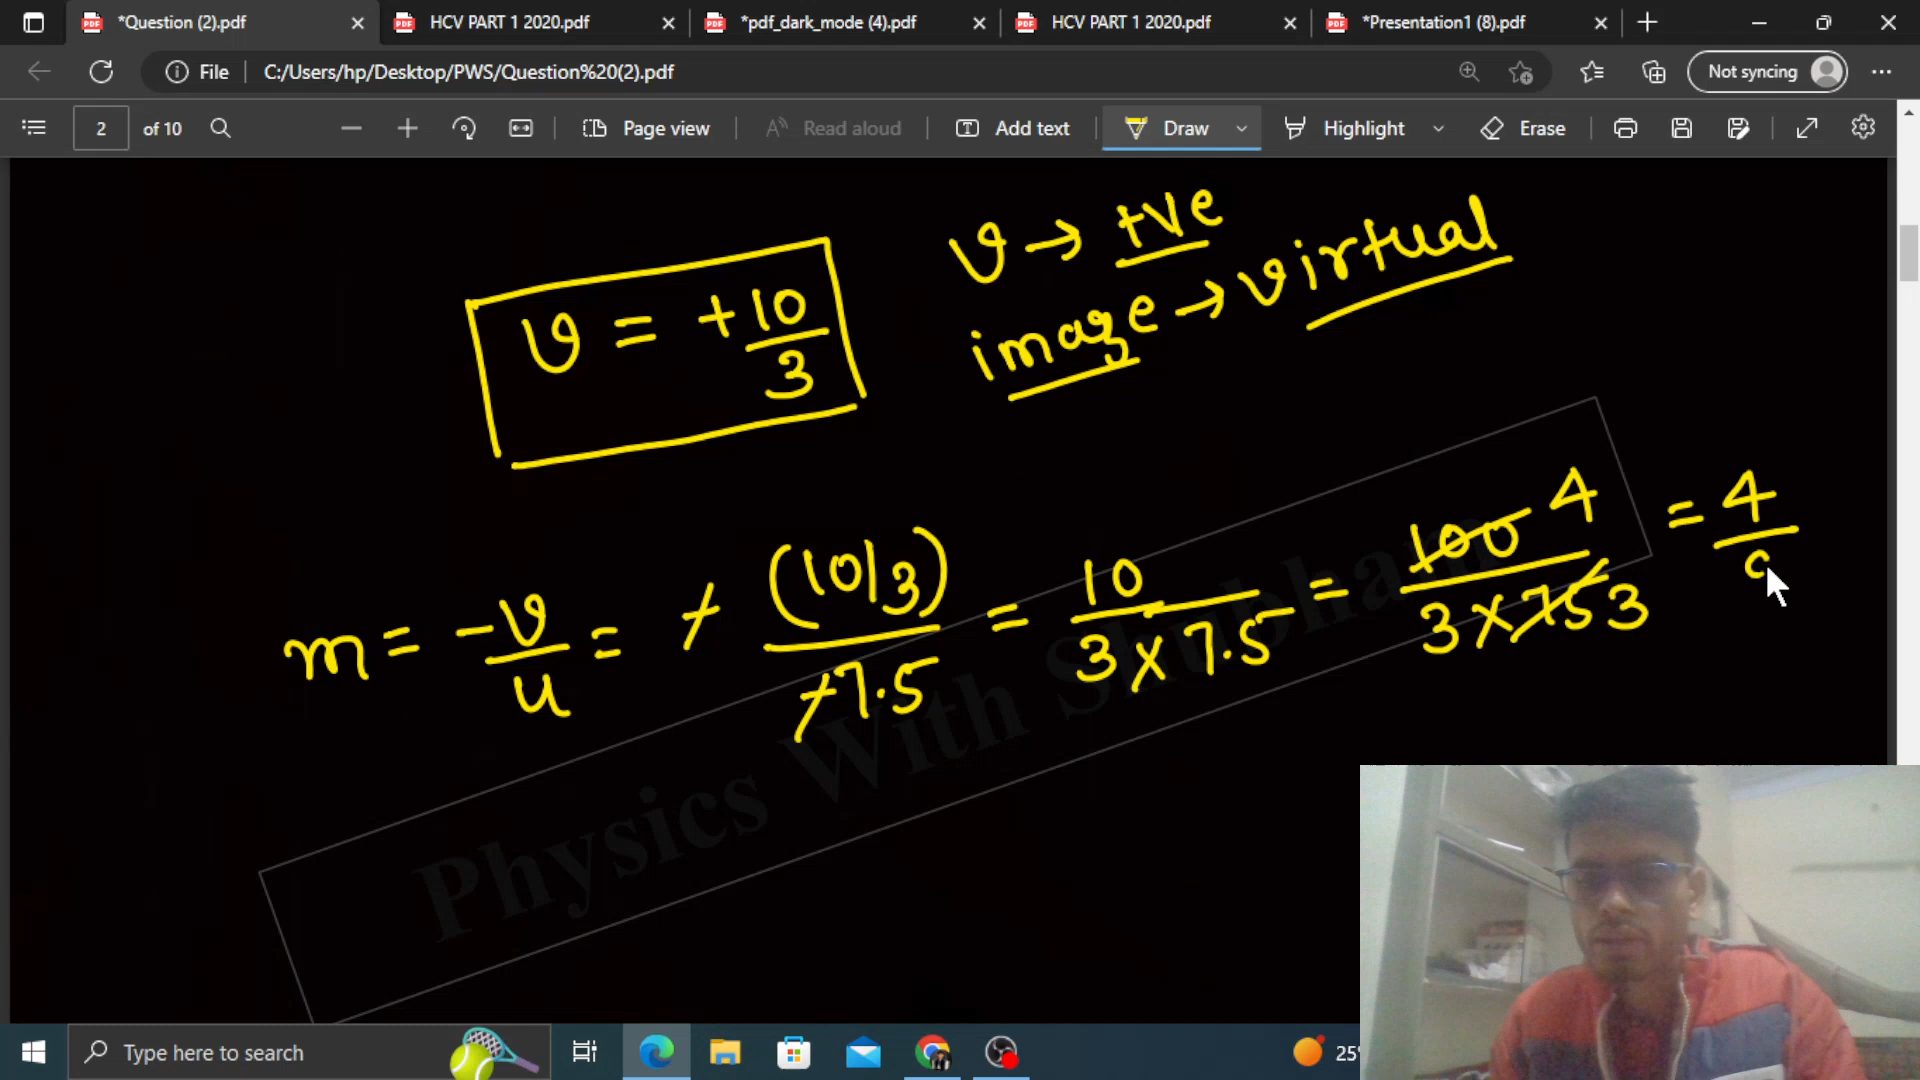 *Question (2).pdf
HCV PART 1 2020.pdf
*pdf_dark_mode (4).pdf
HCV PART 1 2020.pdf
*Presentation1 (8).pdf
File
C:/Users/hp/Desktop/PWS/Question%20(2).pdf
Not syncing
2 of 10
Page view
Read aloud
Add text
Draw
Highlight
Erase
v → +ve
v = +10/3
image → virtual
m = -v/u = - (10/3)/-7.5 = 10/3×7.5 = 100 4/3×75 3 = 4/
Physics With Shubham
Type here to search
25°